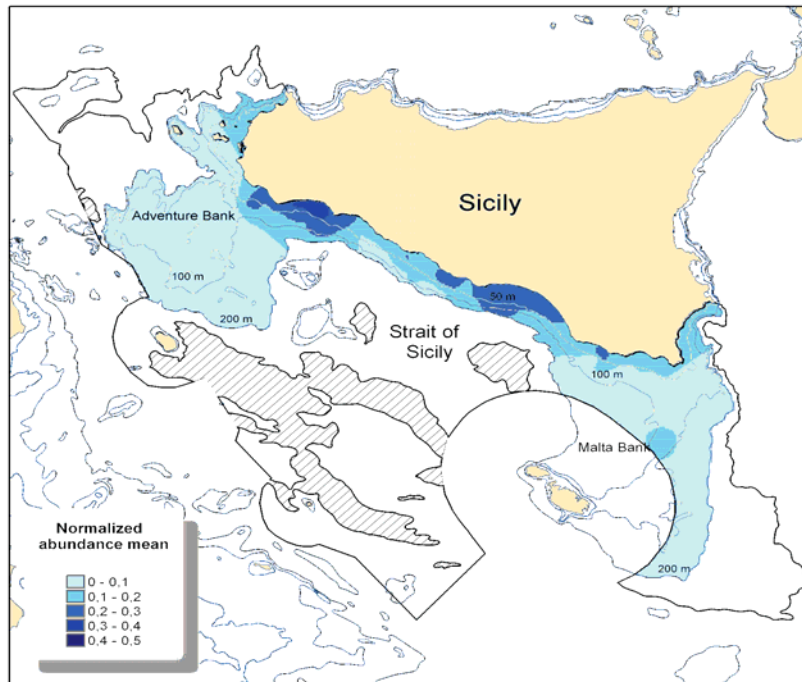 Sicily
Adventure Bank
100 m
50 m
200 m
Strait of
Sicily
100 m
Malta Bank
200 m
Normalized
abundance mean
0 - 0,1
0,1 - 0,2
0,2 - 0,3
0,3 - 0,4
0,4 - 0,5